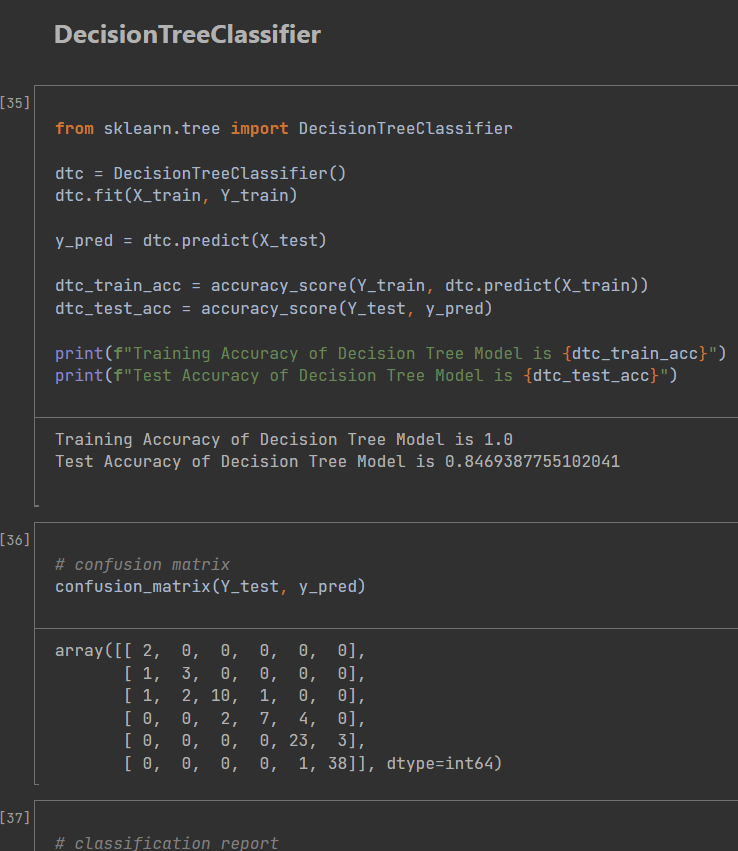 DecisionTreeClassifier
[35]
from sklearn.tree import DecisionTreeClassifier
dtc = DecisionTreeClassifier()
dtc.fit(X_train, Y_train)
y_pred = dtc.predict(X_test)
dtc_train_acc = accuracy_score(Y_train, dtc.predict(X_train))
dtc_test_acc = accuracy_score(Y_test, y_pred)
print(f"Training Accuracy of Decision Tree Model is {dtc_train_acc}")
print(f"Test Accuracy of Decision Tree Model is {dtc_test_acc}")
Training Accuracy of Decision Tree Model is 1.0
Test Accuracy of Decision Tree Model is 0.8469387755102041
[36]
# confusion matrix
confusion_matrix(Y_test, y_pred)
array([[ 2,  0,  0,  0,  0,  0],
       [ 1,  3,  0,  0,  0,  0],
       [ 1,  2, 10,  1,  0,  0],
       [ 0,  0,  2,  7,  4,  0],
       [ 0,  0,  0,  0, 23,  3],
       [ 0,  0,  0,  0,  1, 38]], dtype=int64)
[37]
# classification report